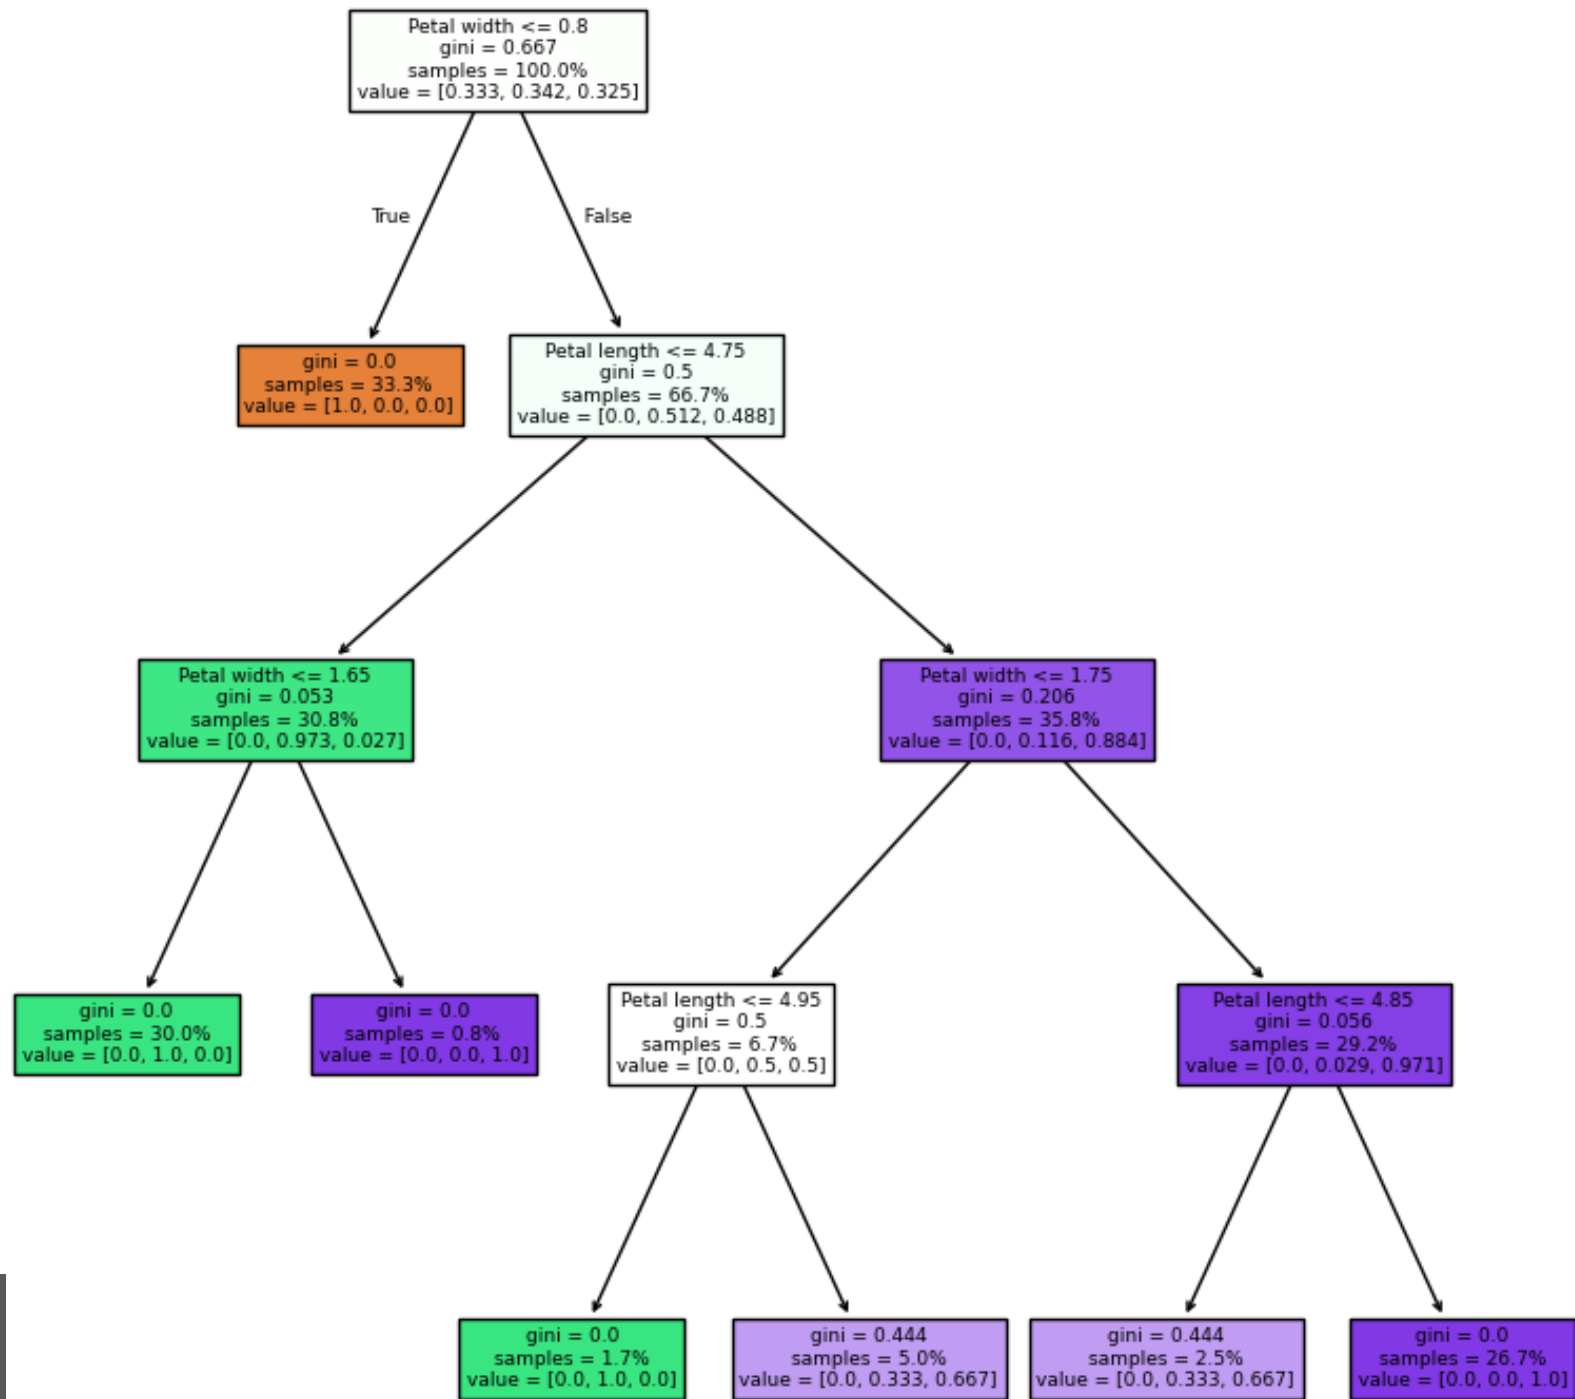 Petal width <= 0.8
gini = 0.667
samples = 100.0%
value = [0.333, 0.342, 0.325]
True
False
gini = 0.0
samples = 33.3%
value = [1.0, 0.0, 0.0]
Petal length <= 4.75
gini = 0.5
samples = 66.7%
value = [0.0, 0.512, 0.488]
Petal width <= 1.65
gini = 0.053
samples = 30.8%
value = [0.0, 0.973, 0.027]
Petal width <= 1.75
gini = 0.206
samples = 35.8%
value = [0.0, 0.116, 0.884]
gini = 0.0
samples = 30.0%
value = [0.0, 1.0, 0.0]
gini = 0.0
samples = 0.8%
value = [0.0, 0.0, 1.0]
Petal length <= 4.95
gini = 0.5
samples = 6.7%
value = [0.0, 0.5, 0.5]
Petal length <= 4.85
gini = 0.056
samples = 29.2%
value = [0.0, 0.029, 0.971]
gini = 0.0
samples = 1.7%
value = [0.0, 1.0, 0.0]
gini = 0.444
samples = 5.0%
value = [0.0, 0.333, 0.667]
gini = 0.444
samples = 2.5%
value = [0.0, 0.333, 0.667]
gini = 0.0
samples = 26.7%
value = [0.0, 0.0, 1.0]